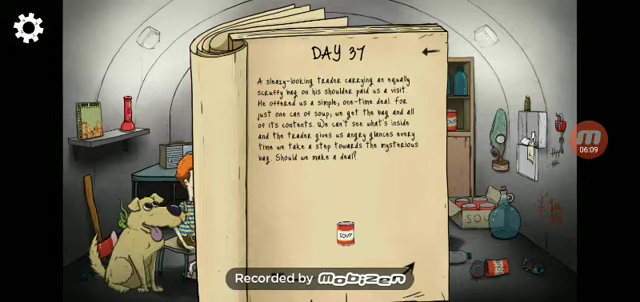 DAY 37
A sleazy-looking trader carrying an equally
scruffy bag on his shoulder paid us a visit.
He offered us a simple, one-time deal for
just one can of soup; we get the bag and all
of its contents. We can't see what's inside
and the trader gives us angry glances every
time we take a step towards the mysterious
bag. Should we make a deal?
SOUP
SOUP
SOUP
06:09
Recorded by mobizen